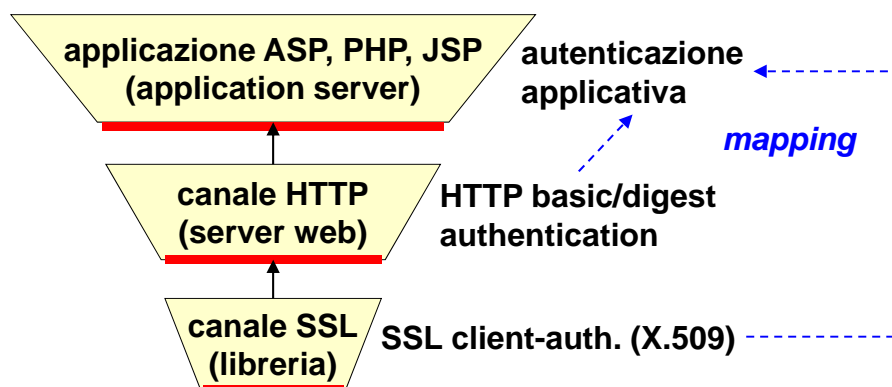 applicazione ASP, PHP, JSP
(application server)
autenticazione
applicativa
mapping
canale HTTP
(server web)
HTTP basic/digest
authentication
canale SSL
(libreria)
SSL client-auth. (X.509)